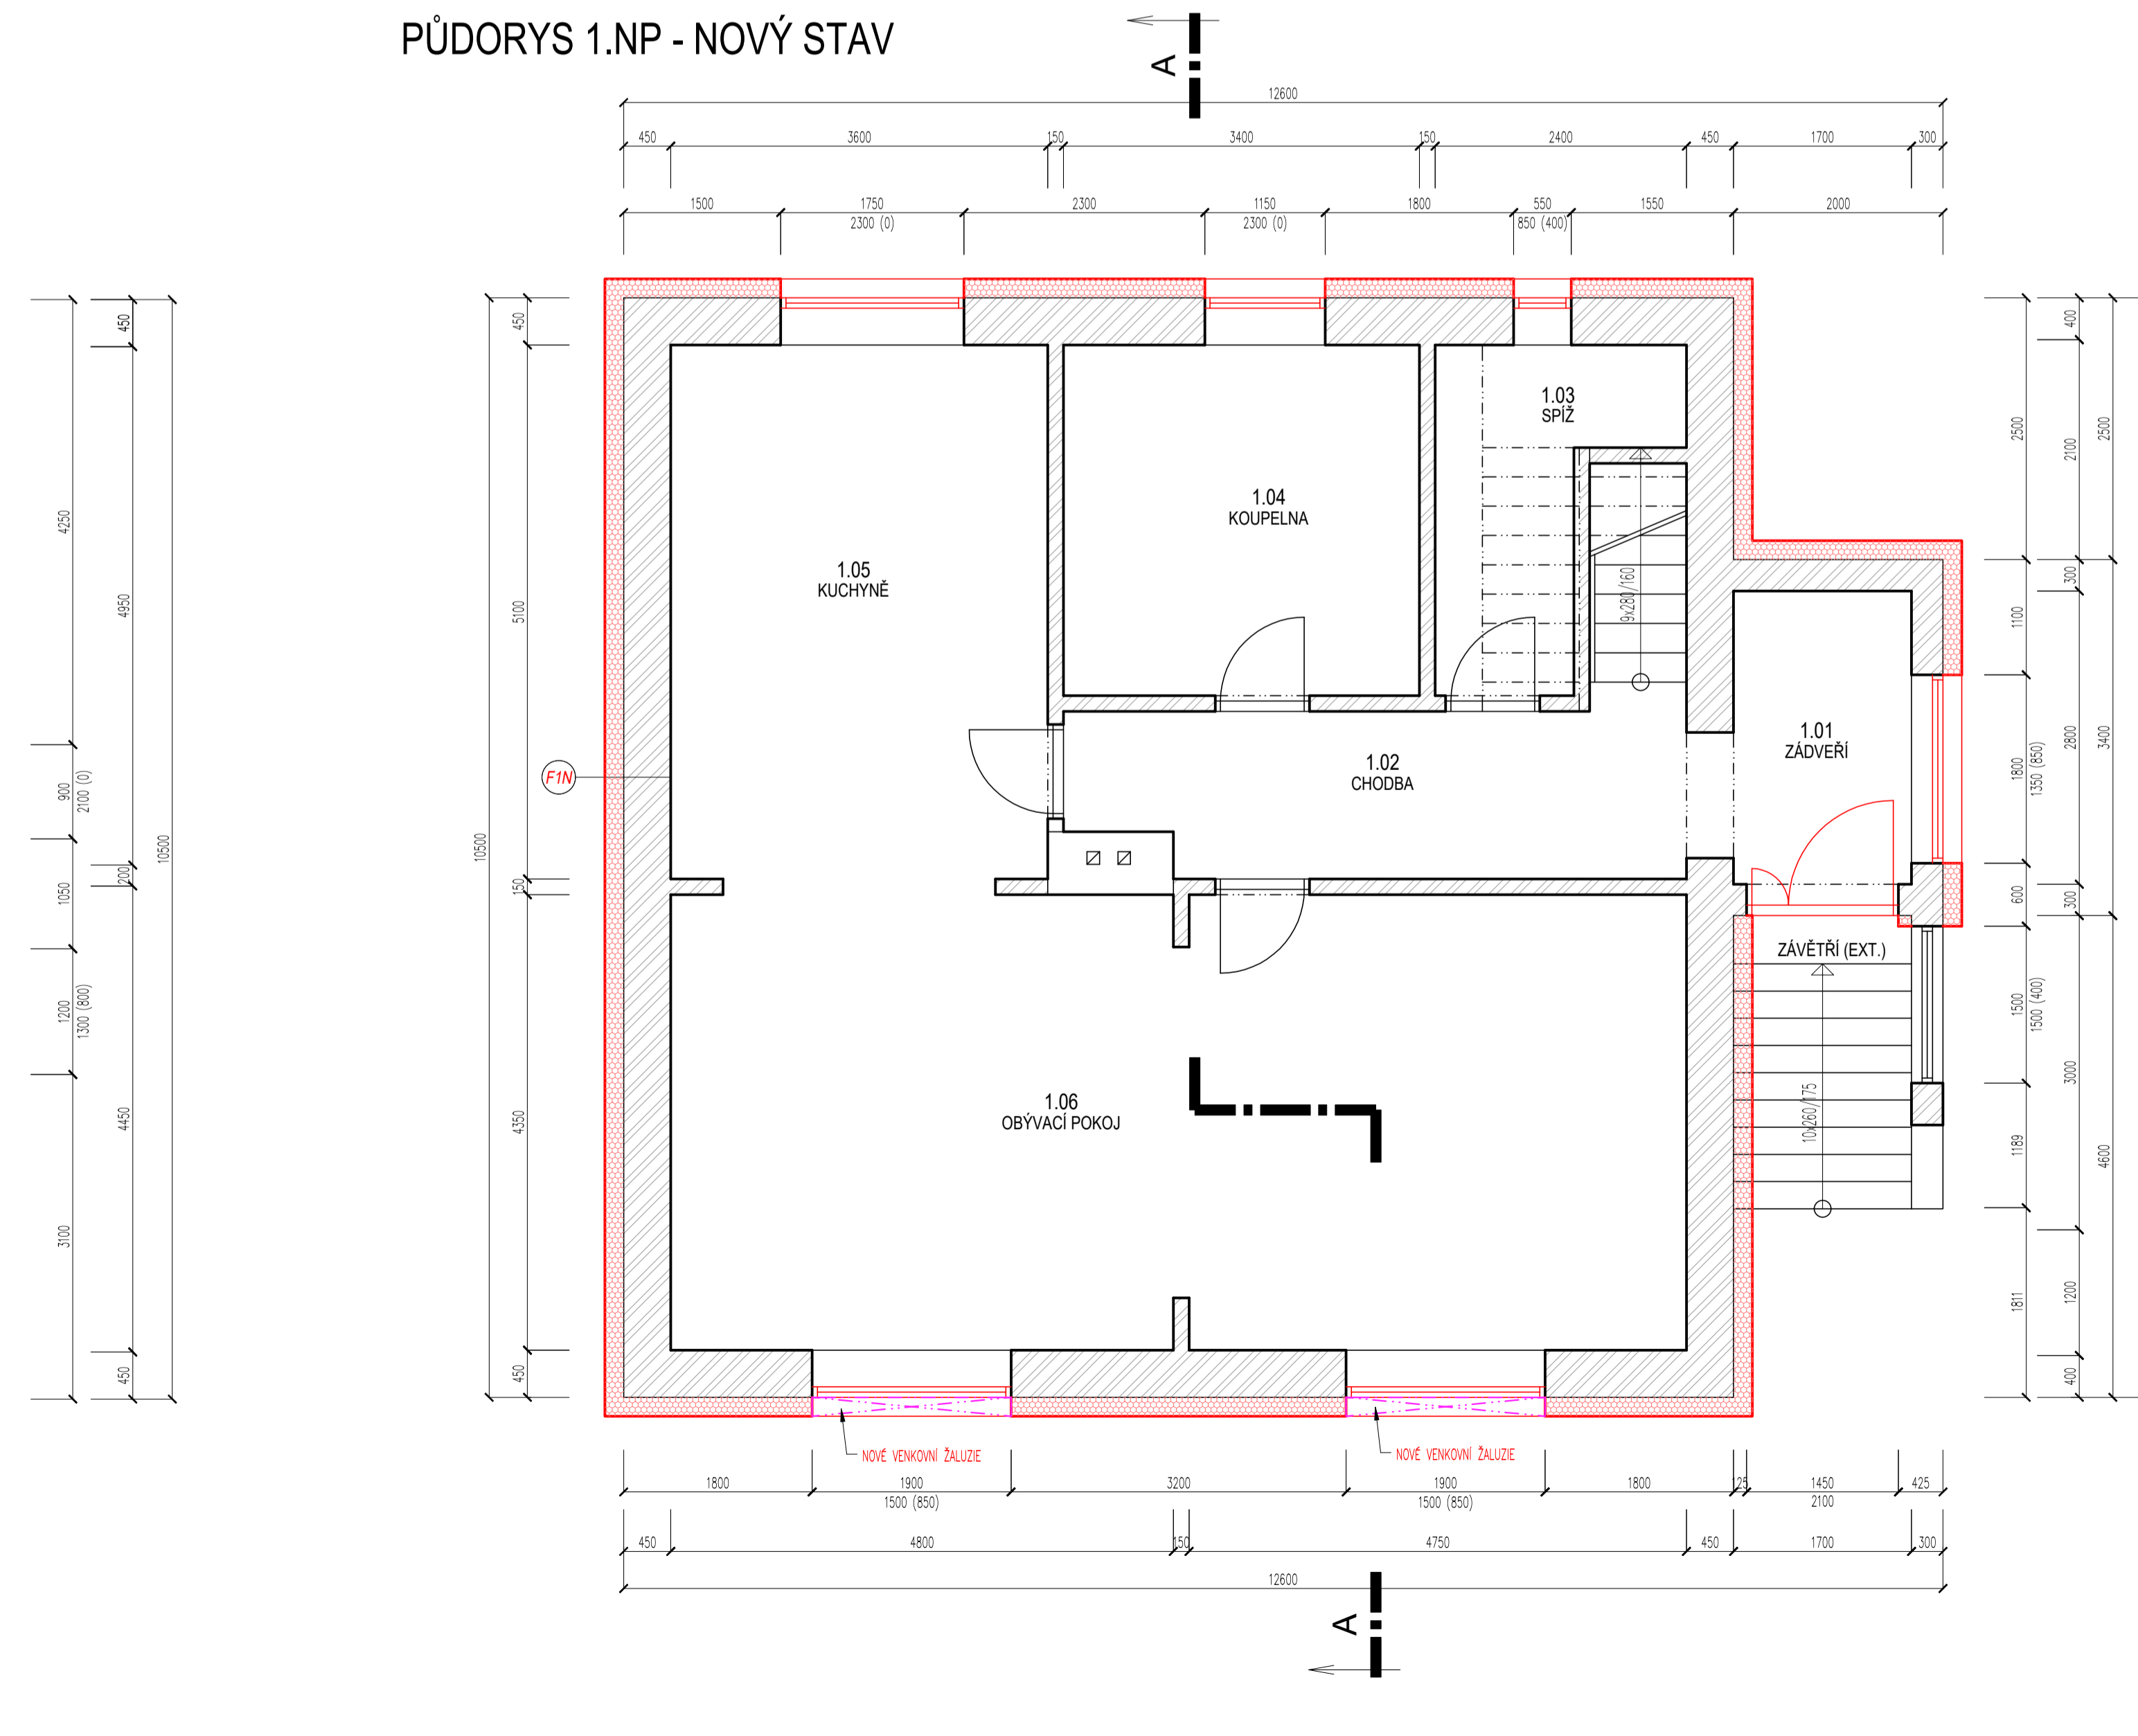 PŮDORYS 1.NP - NOVÝ STAV
A
12600
450 3600 150 3400 150 2400 450 1700 300
1500 1750 2300 1150 1800 550 1550 2000
2300 (0) 2300 (0) 850 (400)
4250
900
2100 (0)
1050
1200
1300 (800)
3100
450
4950
200
4450
450
10500
10500
450
5100
150
4350
450
F1N
1.03
SPÍŽ
1.04
KOUPELNA
1.05
KUCHYNĚ
9x280/160
1.01
ZÁDVEŘÍ
1.02
CHODBA
ZÁVĚTŘÍ (EXT.)
10x260/175
1.06
OBÝVACÍ POKOJ
2500
1100
1800
1350 (850)
600
1500
1500 (400)
1189
1811
400
2100
300
2800
300
3000
1200
400
2500
3400
4600
NOVÉ VENKOVNÍ ŽALUZIE
NOVÉ VENKOVNÍ ŽALUZIE
1800 1900 3200 1900 1800 125 1450 425
1500 (850) 1500 (850) 2100
450 4800 150 4750 450 1700 300
12600
A